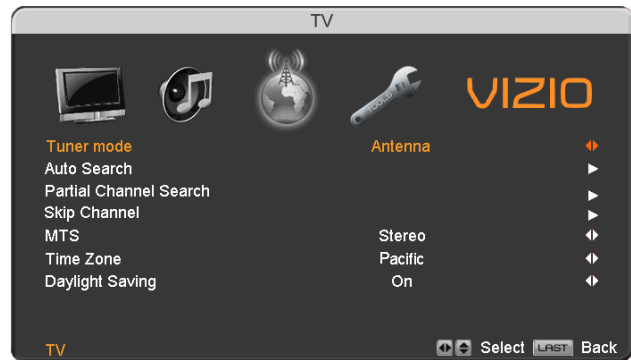 TV
TOOLS
VIZIO
Tuner mode Antenna
Auto Search
Partial Channel Search
Skip Channel
MTS Stereo
Time Zone Pacific
Daylight Saving On
TV Select LAST Back